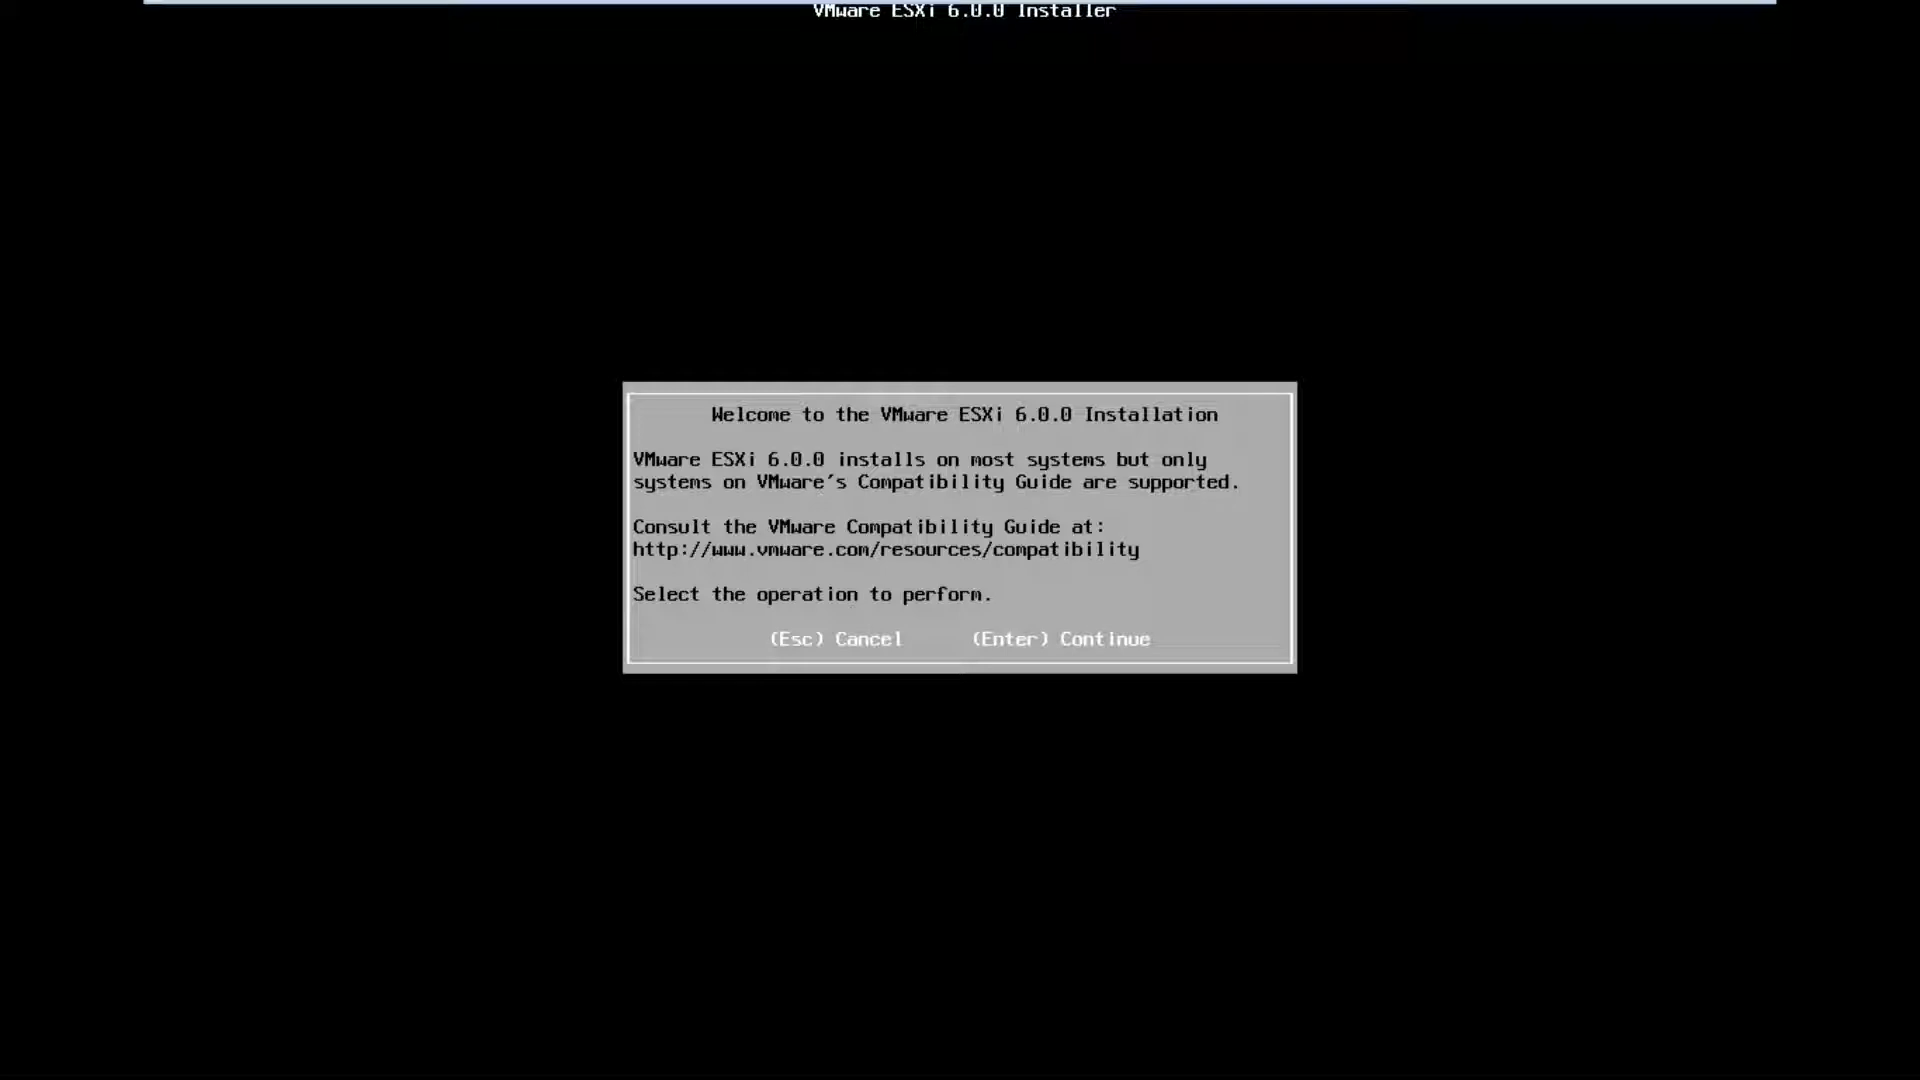 VMware ESXi 6.0.0 Installer
Welcome to the VMware ESXi 6.0.0 Installation
VMware ESXi 6.0.0 installs on most systems but only
systems on VMware's Compatibility Guide are supported.
Consult the VMware Compatibility Guide at:
http://www.vmware.com/resources/compatibility
Select the operation to perform.
(Esc) Cancel (Enter) Continue